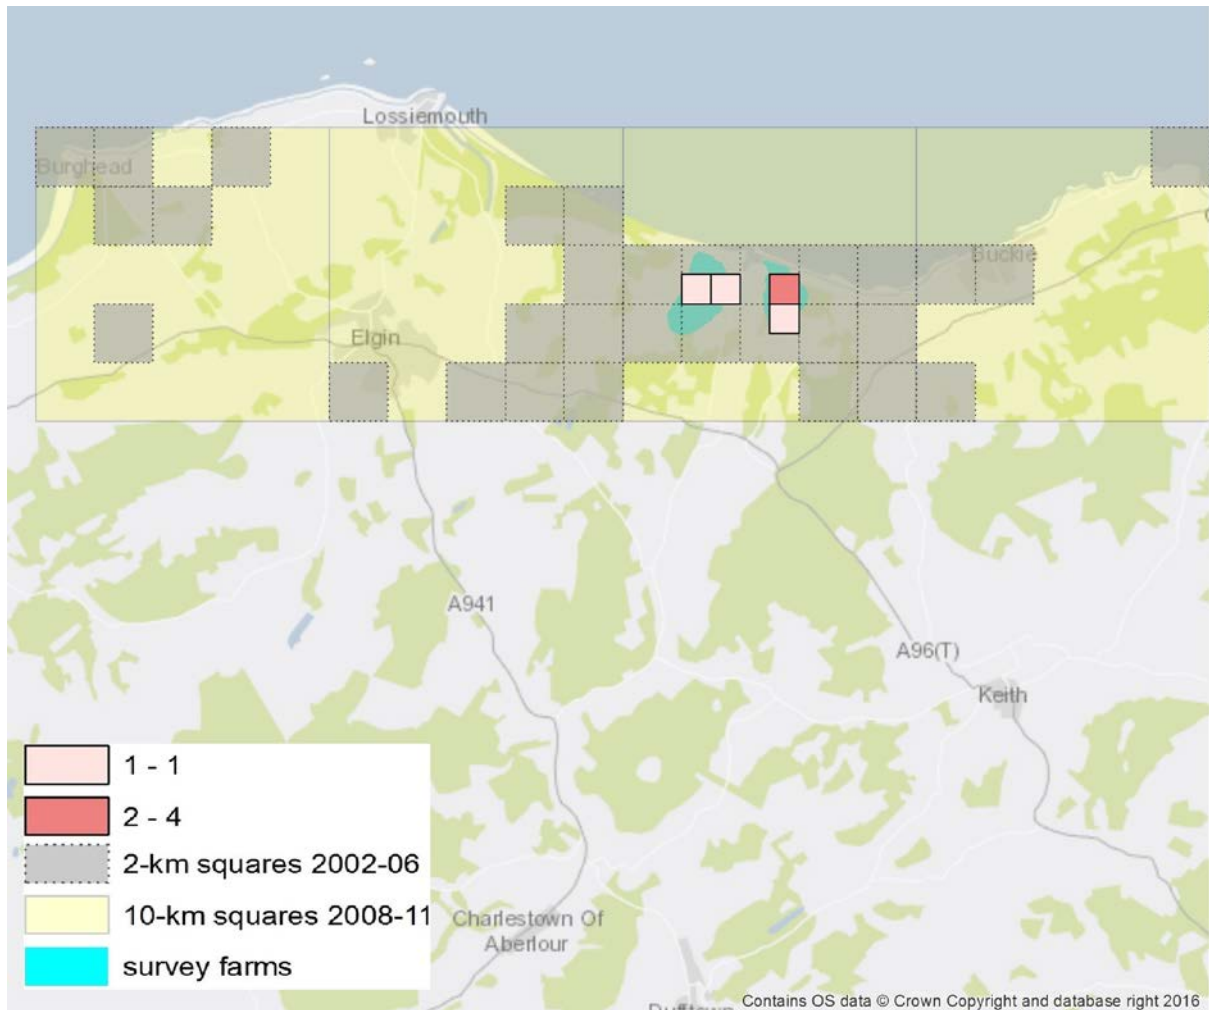 Lossiemouth
Burghead
Buckie
Elgin
A941
A96(T)
Keith
1 - 1
2 - 4
2-km squares 2002-06
10-km squares 2008-11
survey farms
Charlestown Of
Aberlour
Contains OS data © Crown Copyright and database right 2016